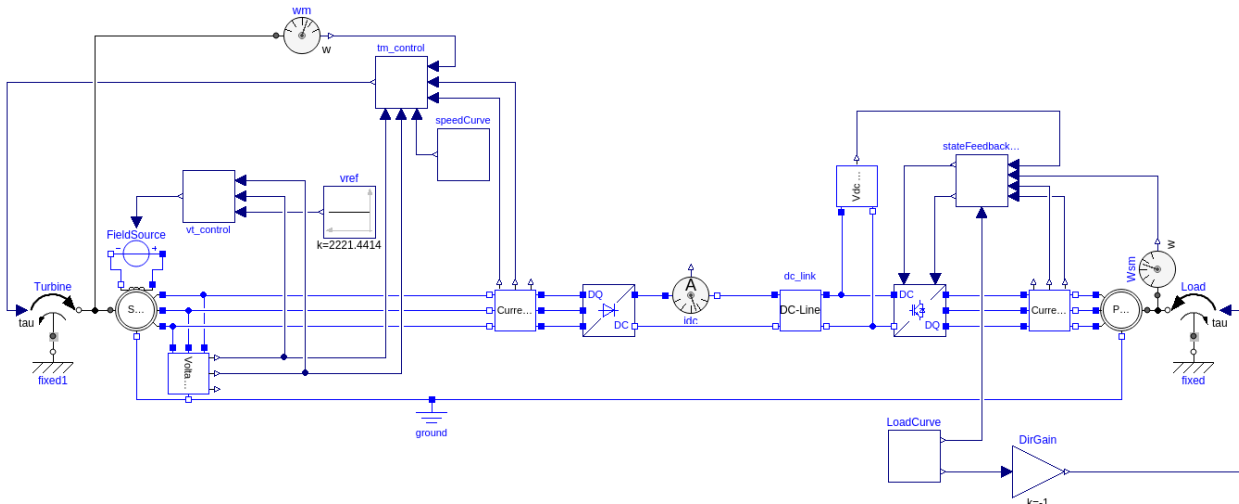 wm
w
tm_control
speedCurve
stateFeedback...
vref
k=2221.4414
vt_control
FieldSource
- +
Vdc ...
w
Wsm
Turbine
tau
S...
Curre...
DQ
DC
A
idc
dc_link
DC-Line
DC
DQ
Curre...
P...
Load
tau
fixed1
Volta...
fixed
ground
LoadCurve
DirGain
k=-1